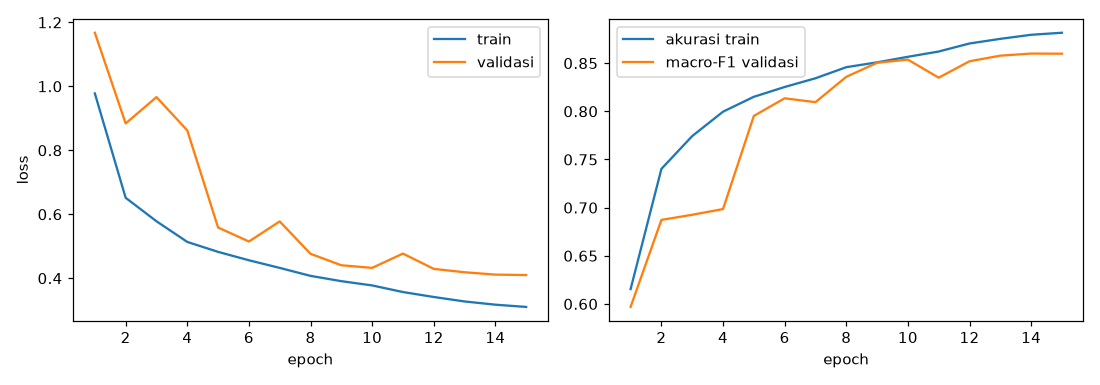 1.2
1.0
0.8
0.6
0.4
loss
train
validasi
2 4 6 8 10 12 14
epoch
0.85
0.80
0.75
0.70
0.65
0.60
akurasi train
macro-F1 validasi
2 4 6 8 10 12 14
epoch